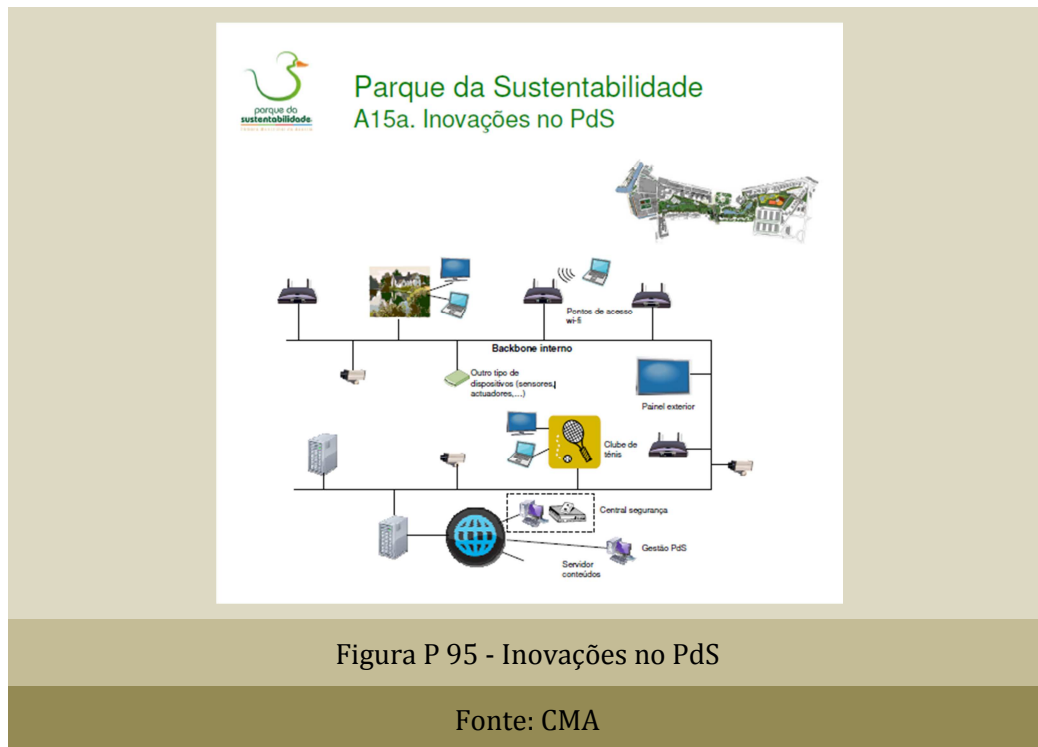 Parque da Sustentabilidade
A15a. Inovações no PdS
parque da
sustentabilidade
Pontos de acesso
wi-fi
Backbone interno
Outro tipo de
dispositivos (sensores,
actuadores,...)
Painel exterior
Clube de
ténis
Central segurança
Gestão PdS
Servidor
conteúdos
Figura P 95 - Inovações no PdS
Fonte: CMA